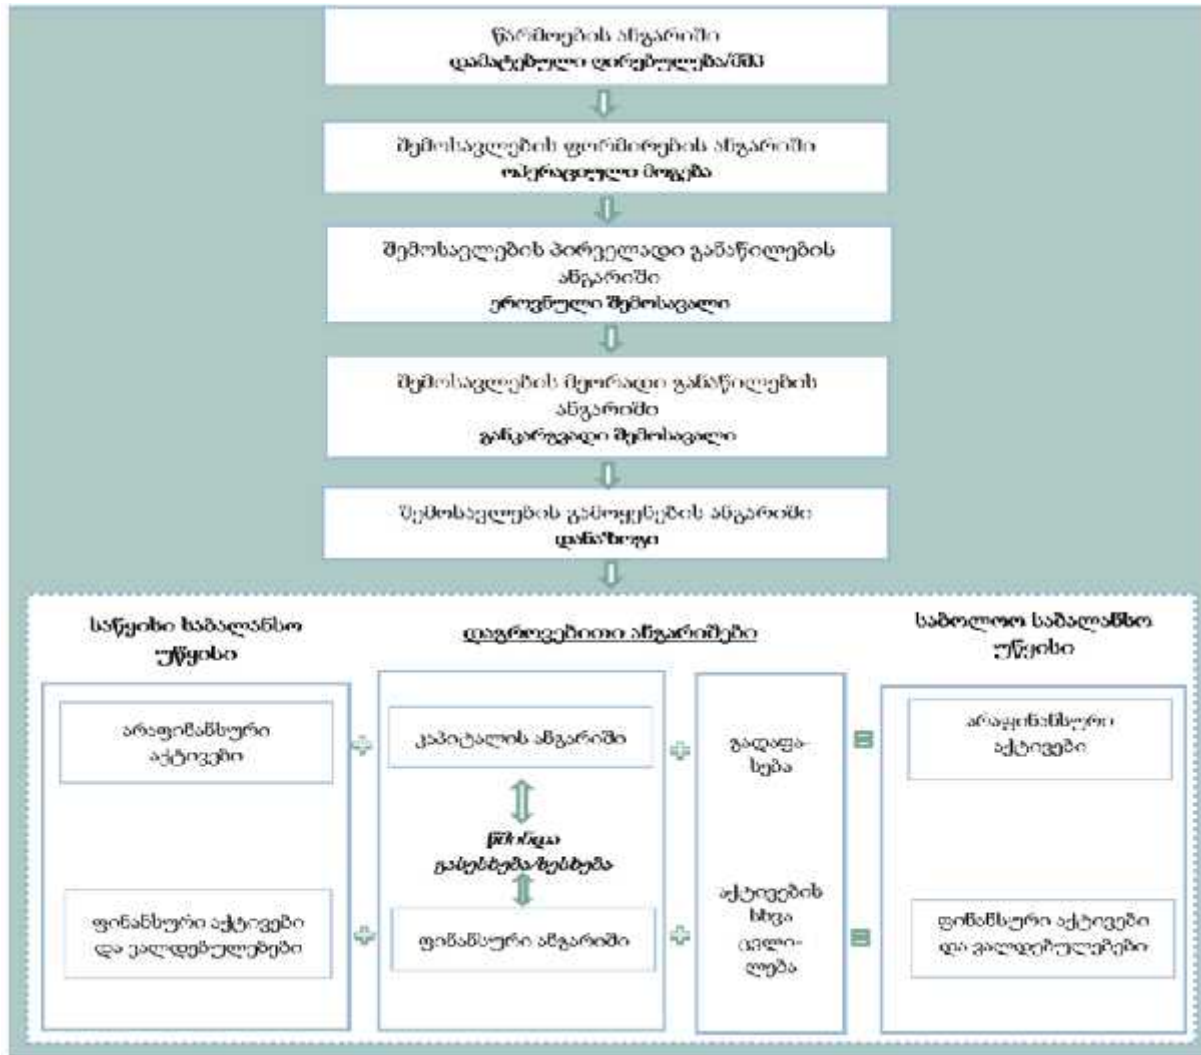 წარმოების ანგარიში
დამატებული ღირებულება/მშპ
შემოსავლების ფორმირების ანგარიში
ოპერაციული მოგება
შემოსავლების პირველადი განაწილების
ანგარიში
ეროვნული შემოსავალი
შემოსავლების მეორადი განაწილების
ანგარიში
განკარგვადი შემოსავალი
შემოსავლების გამოყენების ანგარიში
დანაზოგი
საწყისი საბალანსო
უწყისი
არაფინანსური
აქტივები
ფინანსური აქტივები
და ვალდებულებები
დაგროვებითი ანგარიშები
კაპიტალის ანგარიში
წმინდა
გასესხება/სესხება
ფინანსური ანგარიში
გადაფა-
სება
აქტივების
სხვა
ცვლი-
ლება
საბოლოო საბალანსო
უწყისი
არაფინანსური
აქტივები
ფინანსური აქტივები
და ვალდებულებები